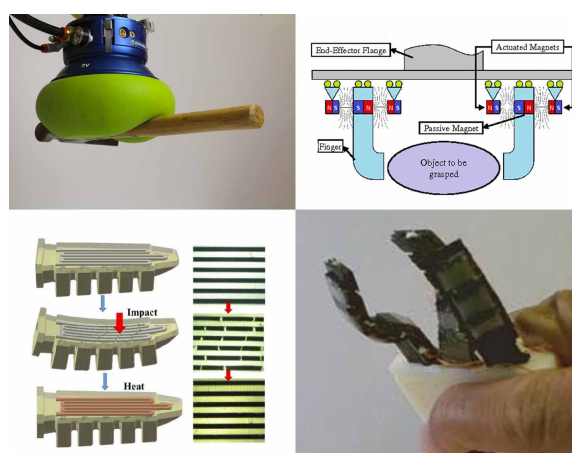 End-Effector Flange
Actuated Magnets
N S
S N
N S
N S
S N
N S
Passive Magnet
Finger
Object to be
grasped
Impact
Heat